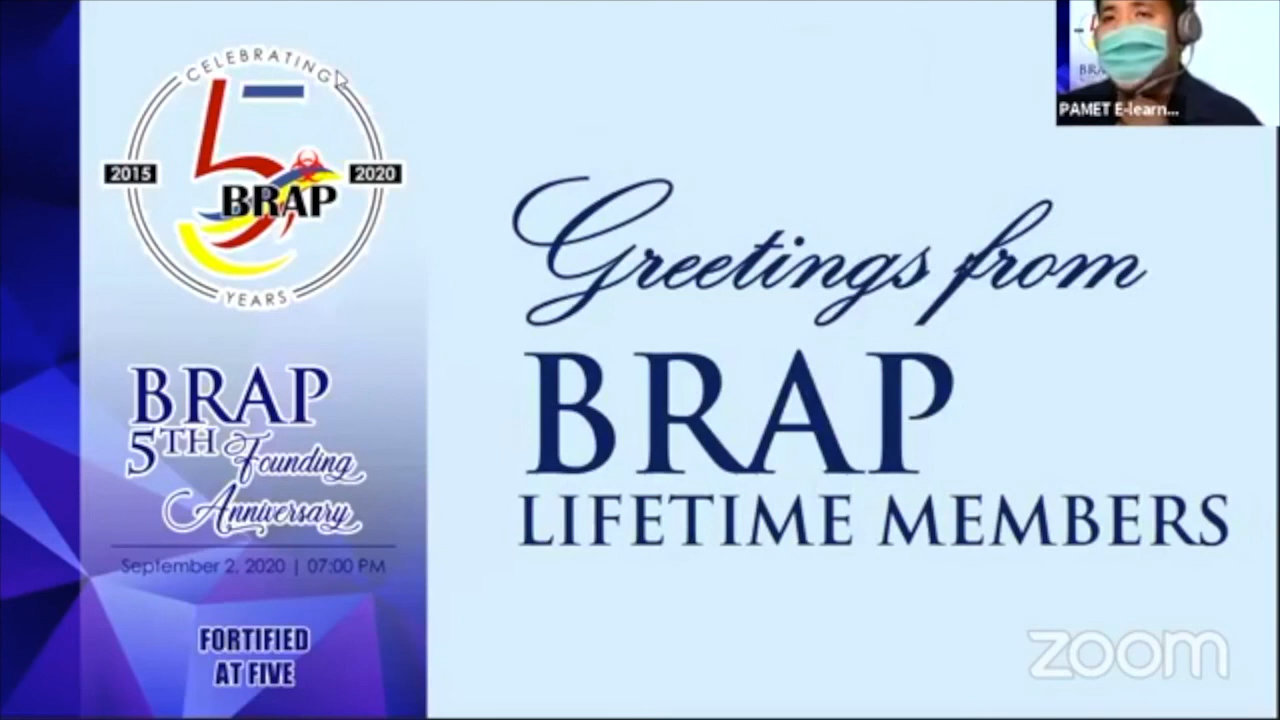 CELEBRATING
5
2015
2020
BRAP
YEARS
BRAP
5TH Founding
Anniversary
September 2, 2020 | 07:00 PM
FORTIFIED
AT FIVE
Greetings from
BRAP
LIFETIME MEMBERS
PAMET E-learn...
zoom